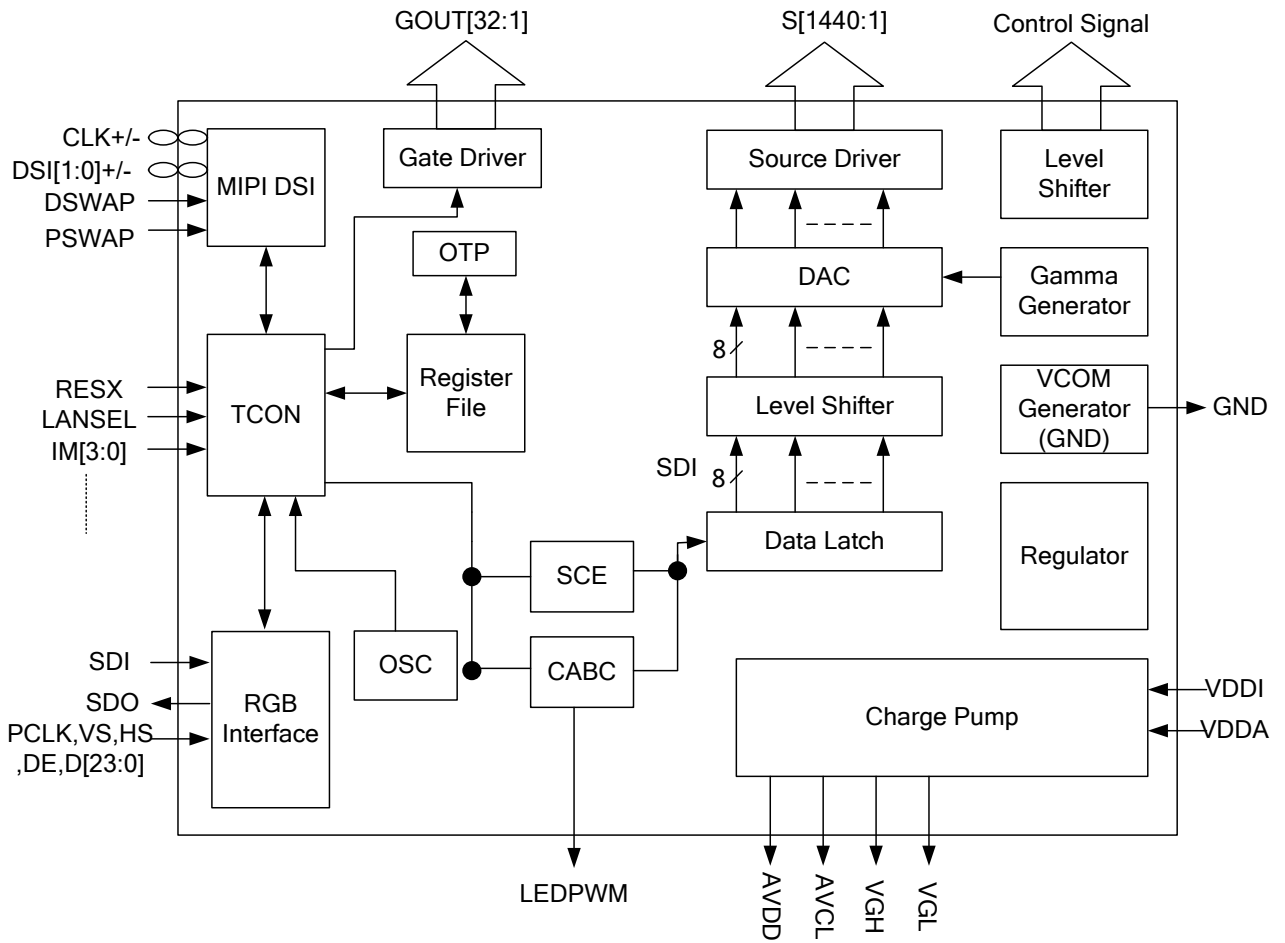 GOUT[32:1]
S[1440:1]
Control Signal
CLK+/-
DSI[1:0]+/-
DSWAP
PSWAP
MIPI DSI
Gate Driver
Source Driver
Level
Shifter
OTP
DAC
Gamma
Generator
8
RESX
LANSEL
IM[3:0]
TCON
Register
File
Level Shifter
VCOM
Generator
(GND)
GND
SDI
8
Data Latch
Regulator
SCE
OSC
CABC
SDI
SDO
PCLK,VS,HS
,DE,D[23:0]
RGB
Interface
Charge Pump
VDDI
VDDA
LEDPWM
AVDD
AVCL
VGH
VGL